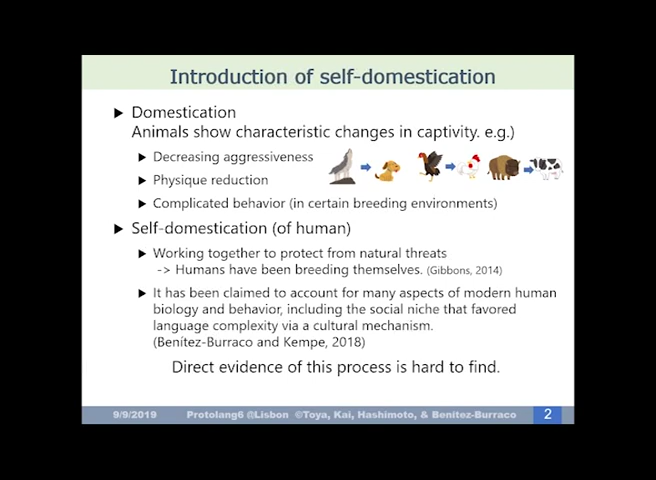 Introduction of self-domestication
▶ Domestication
Animals show characteristic changes in captivity. e.g.)
▶ Decreasing aggressiveness
▶ Physique reduction
▶ Complicated behavior (in certain breeding environments)
▶ Self-domestication (of human)
▶ Working together to protect from natural threats
-> Humans have been breeding themselves. (Gibbons, 2014)
▶ It has been claimed to account for many aspects of modern human
biology and behavior, including the social niche that favored
language complexity via a cultural mechanism.
(Benítez-Burraco and Kempe, 2018)
Direct evidence of this process is hard to find.
9/9/2019 Protolang6 @Lisbon ©Toya, Kai, Hashimoto, & Benitez-Burraco 2